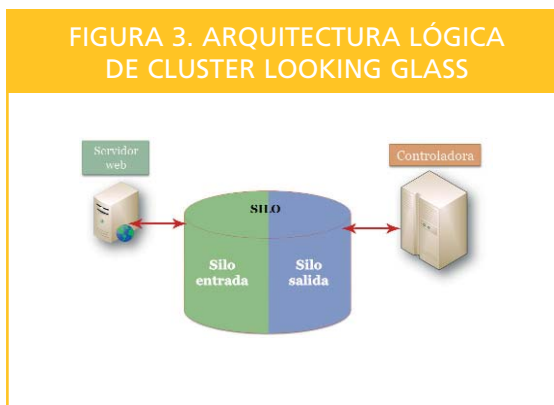 FIGURA 3. ARQUITECTURA LÓGICA
DE CLUSTER LOOKING GLASS
Servidor
web
Controladora
SILO
Silo
entrada
Silo
salida